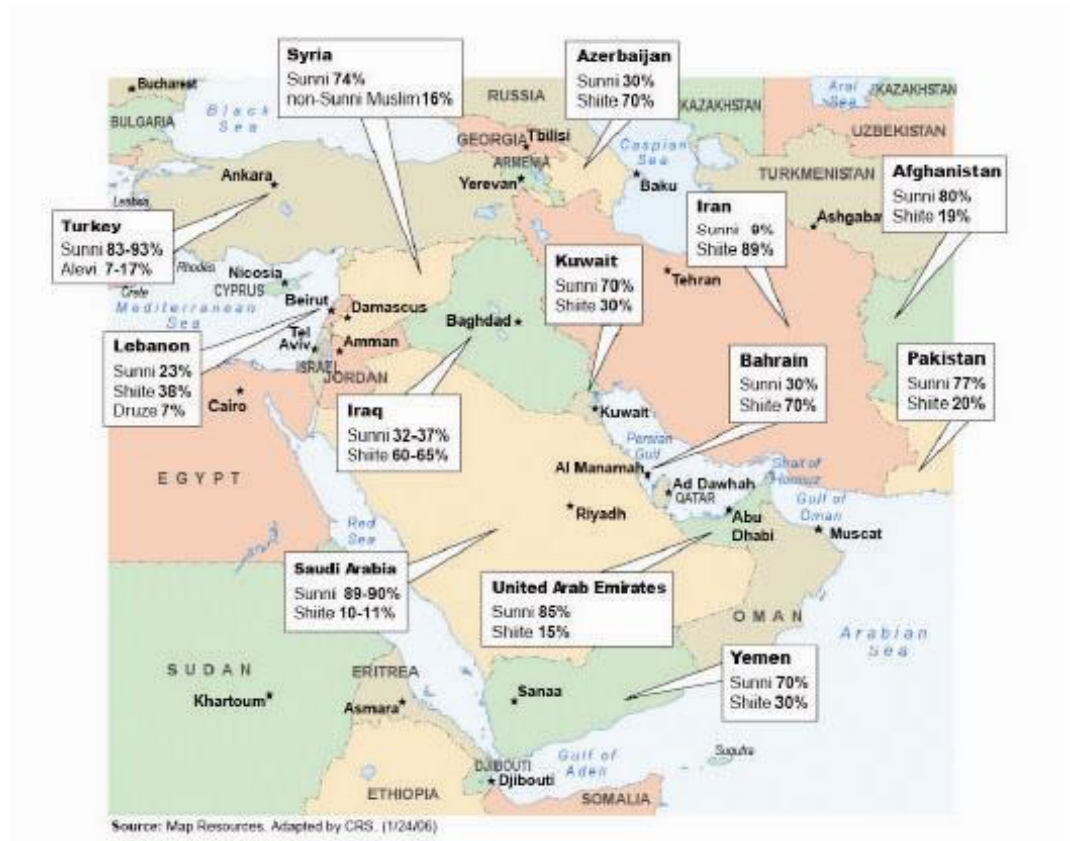 Syria
Sunni 74%
non-Sunni Muslim 16%
Azerbaijan
Sunni 30%
Shiite 70%
Bucharest
BULGARIA
Black
Sea
RUSSIA
GEORGIA
Tbilisi
ARMENIA
Yerevan
Caspian
Sea
Baku
KAZAKHSTAN
Aral
Sea
KAZAKHSTAN
UZBEKISTAN
TURKMENISTAN
Ashgaba
Afghanistan
Sunni 80%
Shiite 19%
Ankara
Turkey
Sunni 83-93%
Alevi 7-17%
Iran
Sunni 9%
Shiite 89%
Tehran
Kuwait
Sunni 70%
Shiite 30%
Rhodes
Crete
Nicosia
CYPRUS
Mediterranean
Sea
Beirut
Damascus
Baghdad
Tel
Aviv
Amman
ISRAEL
JORDAN
Lebanon
Sunni 23%
Shiite 38%
Druze 7%
Cairo
Iraq
Sunni 32-37%
Shiite 60-65%
Kuwait
Bahrain
Sunni 30%
Shiite 70%
Pakistan
Sunni 77%
Shiite 20%
Persian
Gulf
Al Manamah
Ad Dawhah
QATAR
Strait of
Hormuz
Gulf of
Oman
Abu
Dhabi
Muscat
EGYPT
Red
Sea
Riyadh
Saudi Arabia
Sunni 89-90%
Shiite 10-11%
United Arab Emirates
Sunni 85%
Shiite 15%
OMAN
Arabian
Sea
SUDAN
Khartoum
ERITREA
Asmara
Sanaa
Yemen
Sunni 70%
Shiite 30%
Suqutra
DJIBOUTI
Djibouti
Gulf of
Aden
ETHIOPIA
SOMALIA
Source: Map Resources. Adapted by CRS. (1/24/06)